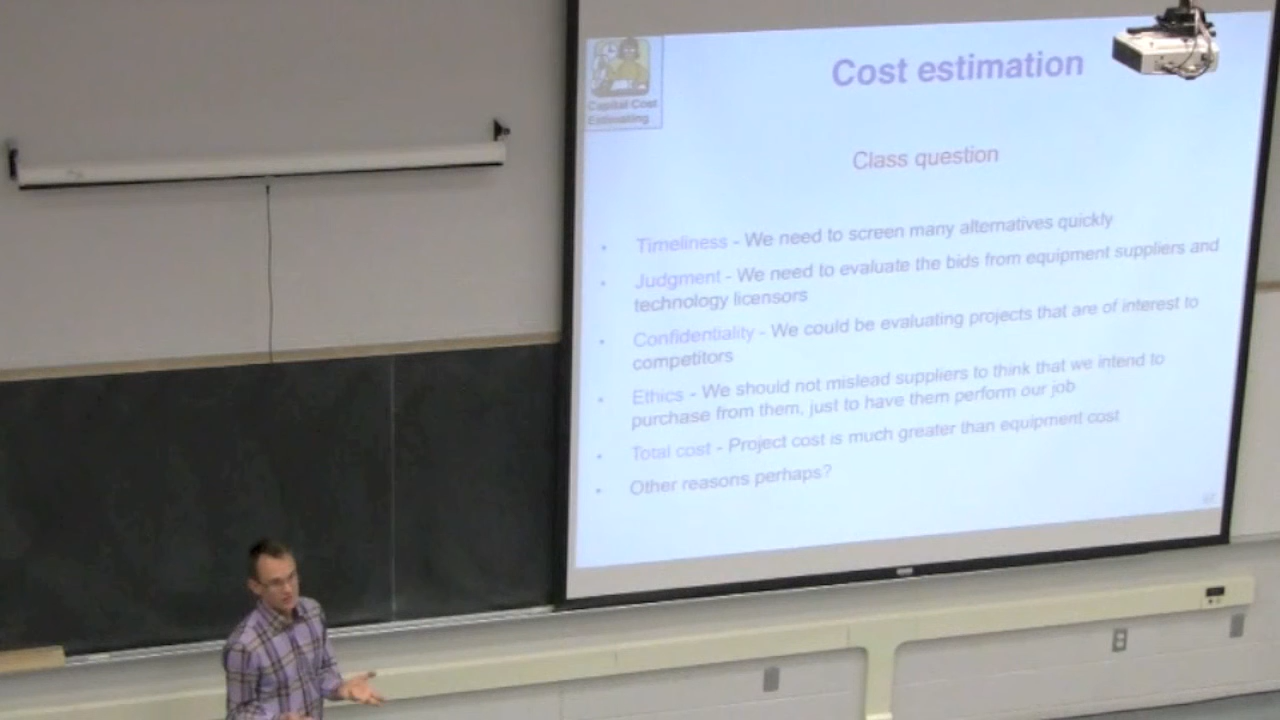 Capital Cost
Estimating
Cost estimation
Class question
• Timeliness - We need to screen many alternatives quickly
• Judgment - We need to evaluate the bids from equipment suppliers and
technology licensors
• Confidentiality - We could be evaluating projects that are of interest to
competitors
• Ethics - We should not mislead suppliers to think that we intend to
purchase from them, just to have them perform our job
• Total cost - Project cost is much greater than equipment cost
• Other reasons perhaps?